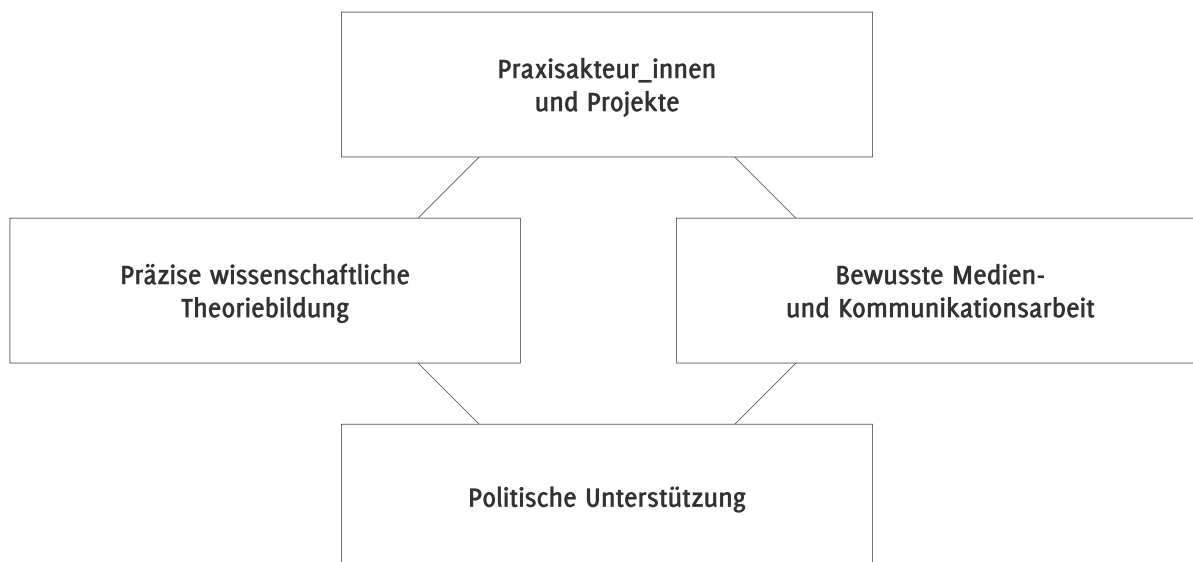 Praxisakteur_innen
und Projekte
Präzise wissenschaftliche
Theoriebildung
Bewusste Medien-
und Kommunikationsarbeit
Politische Unterstützung